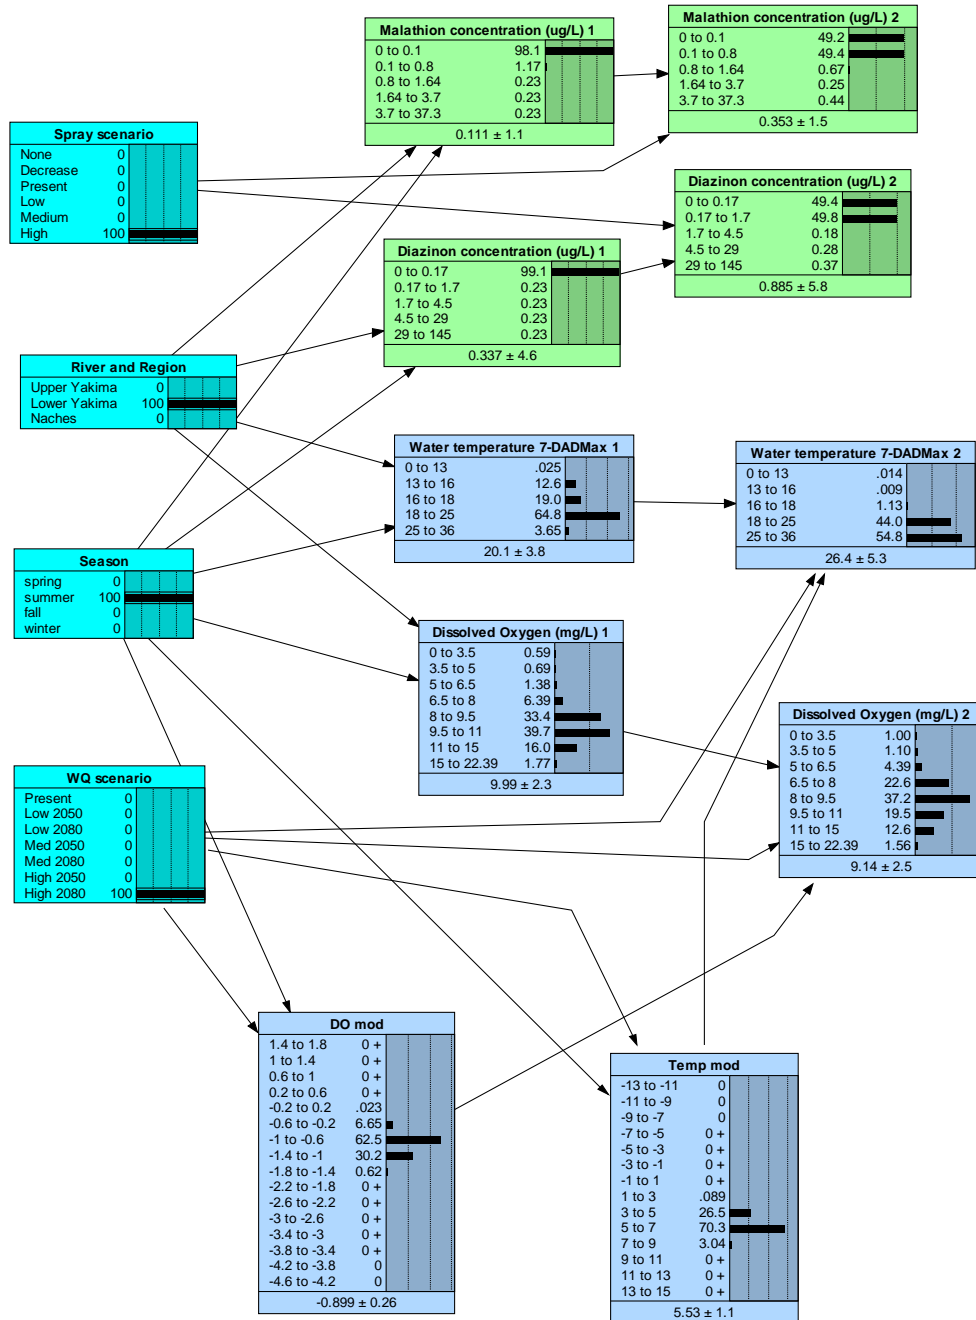 Malathion concentration (ug/L) 1
0 to 0.1 98.1
0.1 to 0.8 1.17
0.8 to 1.64 0.23
1.64 to 3.7 0.23
3.7 to 37.3 0.23
0.111 ± 1.1
Malathion concentration (ug/L) 2
0 to 0.1 49.2
0.1 to 0.8 49.4
0.8 to 1.64 0.67
1.64 to 3.7 0.25
3.7 to 37.3 0.44
0.353 ± 1.5
Spray scenario
None 0
Decrease 0
Present 0
Low 0
Medium 0
High 100
Diazinon concentration (ug/L) 2
0 to 0.17 49.4
0.17 to 1.7 49.8
1.7 to 4.5 0.18
4.5 to 29 0.28
29 to 145 0.37
0.885 ± 5.8
Diazinon concentration (ug/L) 1
0 to 0.17 99.1
0.17 to 1.7 0.23
1.7 to 4.5 0.23
4.5 to 29 0.23
29 to 145 0.23
0.337 ± 4.6
River and Region
Upper Yakima 0
Lower Yakima 100
Naches 0
Water temperature 7-DADMax 1
0 to 13 .025
13 to 16 12.6
16 to 18 19.0
18 to 25 64.8
25 to 36 3.65
20.1 ± 3.8
Water temperature 7-DADMax 2
0 to 13 .014
13 to 16 .009
16 to 18 1.13
18 to 25 44.0
25 to 36 54.8
26.4 ± 5.3
Season
spring 0
summer 100
fall 0
winter 0
Dissolved Oxygen (mg/L) 1
0 to 3.5 0.59
3.5 to 5 0.69
5 to 6.5 1.38
6.5 to 8 6.39
8 to 9.5 33.4
9.5 to 11 39.7
11 to 15 16.0
15 to 22.39 1.77
9.99 ± 2.3
Dissolved Oxygen (mg/L) 2
0 to 3.5 1.00
3.5 to 5 1.10
5 to 6.5 4.39
6.5 to 8 22.6
8 to 9.5 37.2
9.5 to 11 19.5
11 to 15 12.6
15 to 22.39 1.56
9.14 ± 2.5
WQ scenario
Present 0
Low 2050 0
Low 2080 0
Med 2050 0
Med 2080 0
High 2050 0
High 2080 100
DO mod
1.4 to 1.8 0 +
1 to 1.4 0 +
0.6 to 1 0 +
0.2 to 0.6 0 +
-0.2 to 0.2 .023
-0.6 to -0.2 6.65
-1 to -0.6 62.5
-1.4 to -1 30.2
-1.8 to -1.4 0.62
-2.2 to -1.8 0 +
-2.6 to -2.2 0 +
-3 to -2.6 0 +
-3.4 to -3 0 +
-3.8 to -3.4 0 +
-4.2 to -3.8 0
-4.6 to -4.2 0
-0.899 ± 0.26
Temp mod
-13 to -11 0
-11 to -9 0
-9 to -7 0
-7 to -5 0 +
-5 to -3 0 +
-3 to -1 0 +
-1 to 1 0 +
1 to 3 .089
3 to 5 26.5
5 to 7 70.3
7 to 9 3.04
9 to 11 0 +
11 to 13 0 +
13 to 15 0 +
5.53 ± 1.1